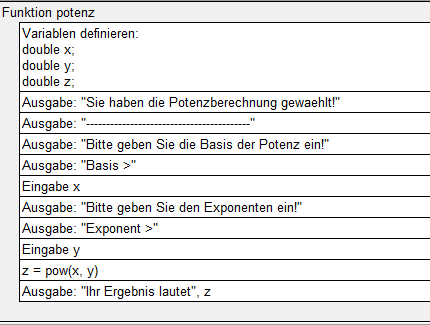 Funktion potenz
Variablen definieren:
double x;
double y;
double z;
Ausgabe: "Sie haben die Potenzberechnung gewaehlt!"
Ausgabe: "-----------------------------------------"
Ausgabe: "Bitte geben Sie die Basis der Potenz ein!"
Ausgabe: "Basis >"
Eingabe x
Ausgabe: "Bitte geben Sie den Exponenten ein!"
Ausgabe: "Exponent >"
Eingabe y
z = pow(x, y)
Ausgabe: "Ihr Ergebnis lautet", z